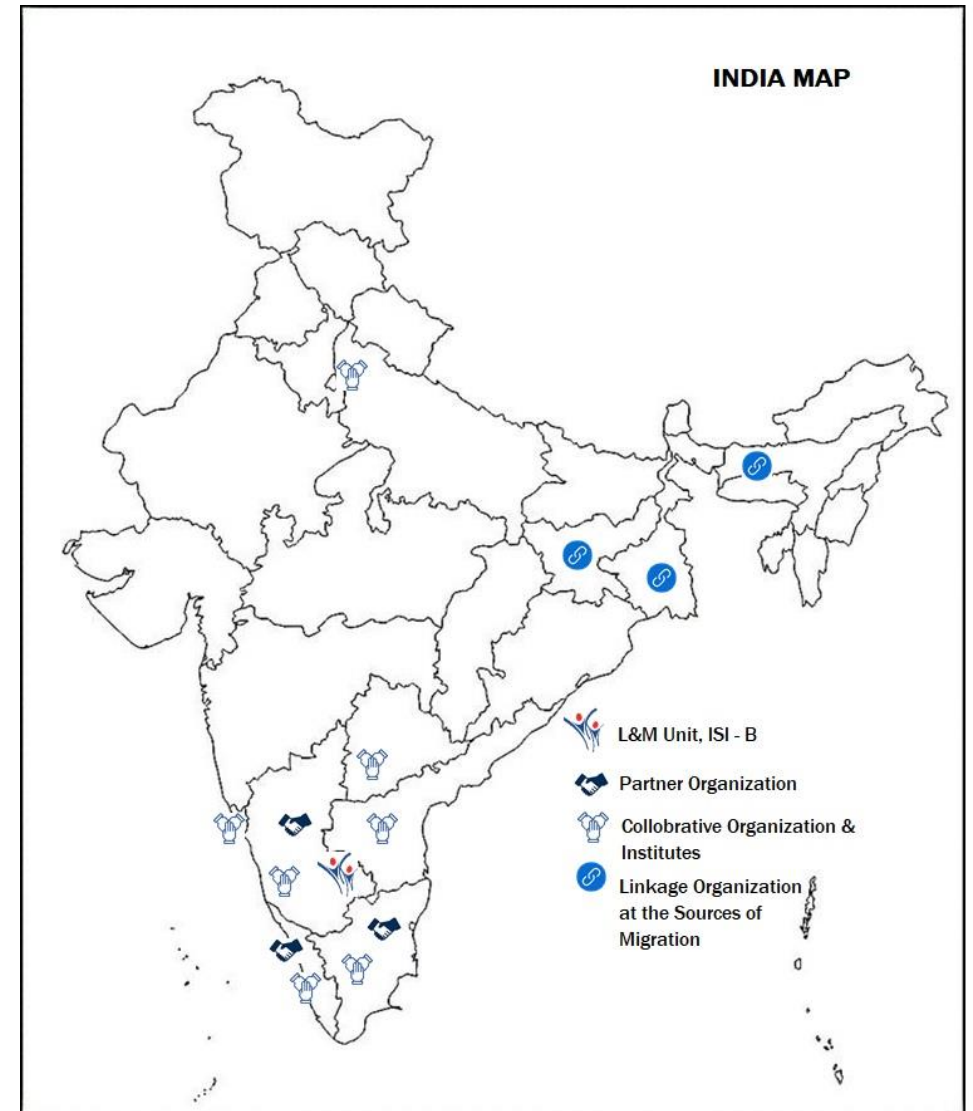 INDIA MAP
L&M Unit, ISI - B
Partner Organization
Collobrative Organization &
Institutes
Linkage Organization
at the Sources of
Migration